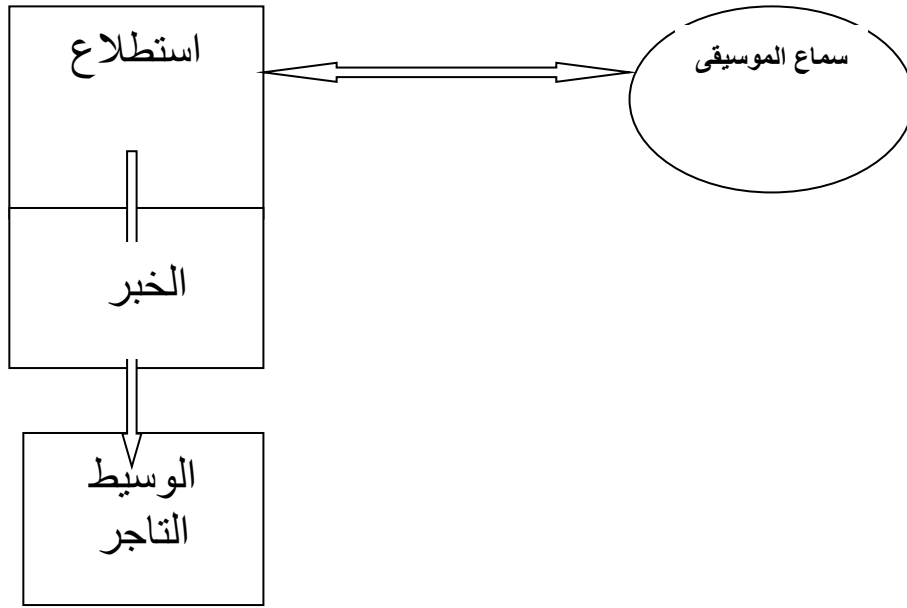 استطلاع
سماع الموسيقى
الخبر
الوسيط
التاجر